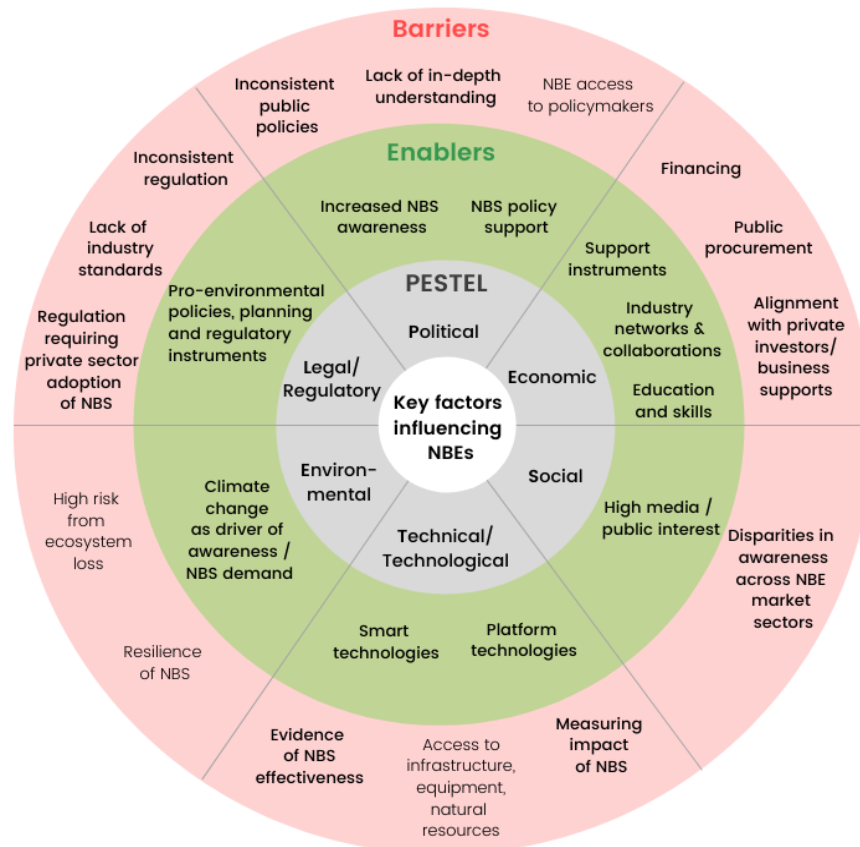 Barriers
Inconsistent
public
policies
Lack of in-depth
understanding
NBE access
to policymakers
Inconsistent
regulation
Lack of
industry
standards
Regulation
requiring
private sector
adoption
of NBS
Financing
Public
procurement
Alignment
with private
investors/
business
supports
Enablers
Increased NBS
awareness
NBS policy
support
Pro-environmental
policies, planning
and regulatory
instruments
Support
instruments
Industry
networks &
collaborations
Education
and skills
PESTEL
Political
Legal/
Regulatory
Economic
Key factors
influencing
NBEs
Environ-
mental
Social
Technical/
Technological
Climate
change
as driver of
awareness /
NBS demand
High media /
public interest
Smart
technologies
Platform
technologies
High risk
from
ecosystem
loss
Resilience
of NBS
Disparities in
awareness
across NBE
market
sectors
Evidence
of NBS
effectiveness
Access to
infrastructure,
equipment,
natural
resources
Measuring
impact
of NBS